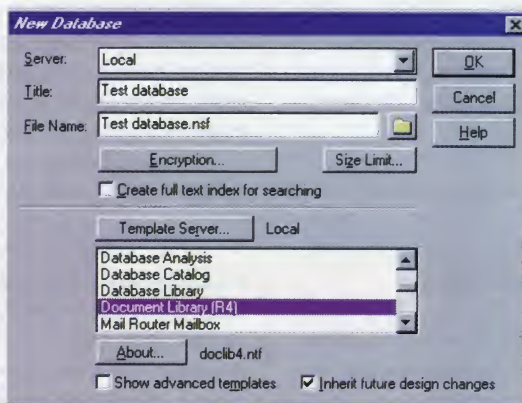 New Database
Server: Local OK
Title: Test database Cancel
File Name: Test database.nsf Help
Encryption... Size Limit...
Create full text index for searching
Template Server... Local
Database Analysis
Database Catalog
Database Library
Document Library (R4)
Mail Router Mailbox
About... doclib4.ntf
Show advanced templates Inherit future design changes